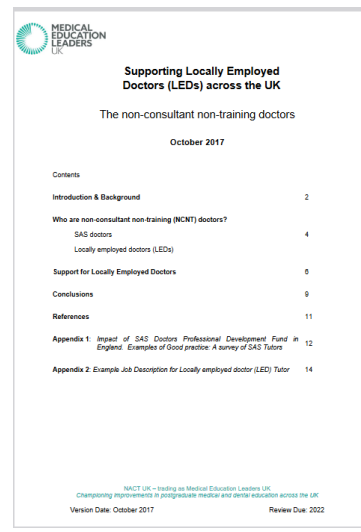 MEDICAL
EDUCATION
LEADERS
UK
Supporting Locally Employed
Doctors (LEDs) across the UK
The non-consultant non-training doctors
October 2017
Contents
Introduction & Background 2
Who are non-consultant non-training (NCNT) doctors?
SAS doctors 4
Locally employed doctors (LEDs)
Support for Locally Employed Doctors 6
Conclusions 9
References 11
Appendix 1: Impact of SAS Doctors Professional Development Fund in
England. Examples of Good practice: A survey of SAS Tutors 12
Appendix 2: Example Job Description for Locally employed doctor (LED) Tutor 14
NACT UK – trading as Medical Education Leaders UK
Championing improvements in postgraduate medical and dental education across the UK
Version Date: October 2017 Review Due: 2022